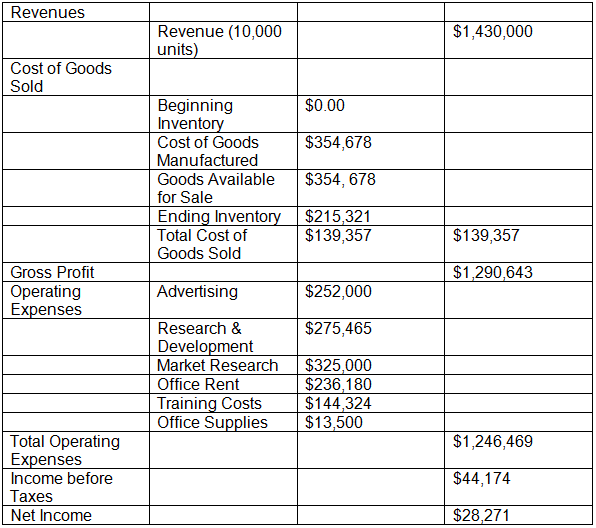 Revenues
Revenue (10,000 $1,430,000
units)
Cost of Goods
Sold
Beginning $0.00
Inventory
Cost of Goods $354,678
Manufactured
Goods Available $354, 678
for Sale
Ending Inventory $215,321
Total Cost of $139,357 $139,357
Goods Sold
Gross Profit $1,290,643
Operating Advertising $252,000
Expenses
Research & $275,465
Development
Market Research $325,000
Office Rent $236,180
Training Costs $144,324
Office Supplies $13,500
Total Operating $1,246,469
Expenses
Income before $44,174
Taxes
Net Income $28,271